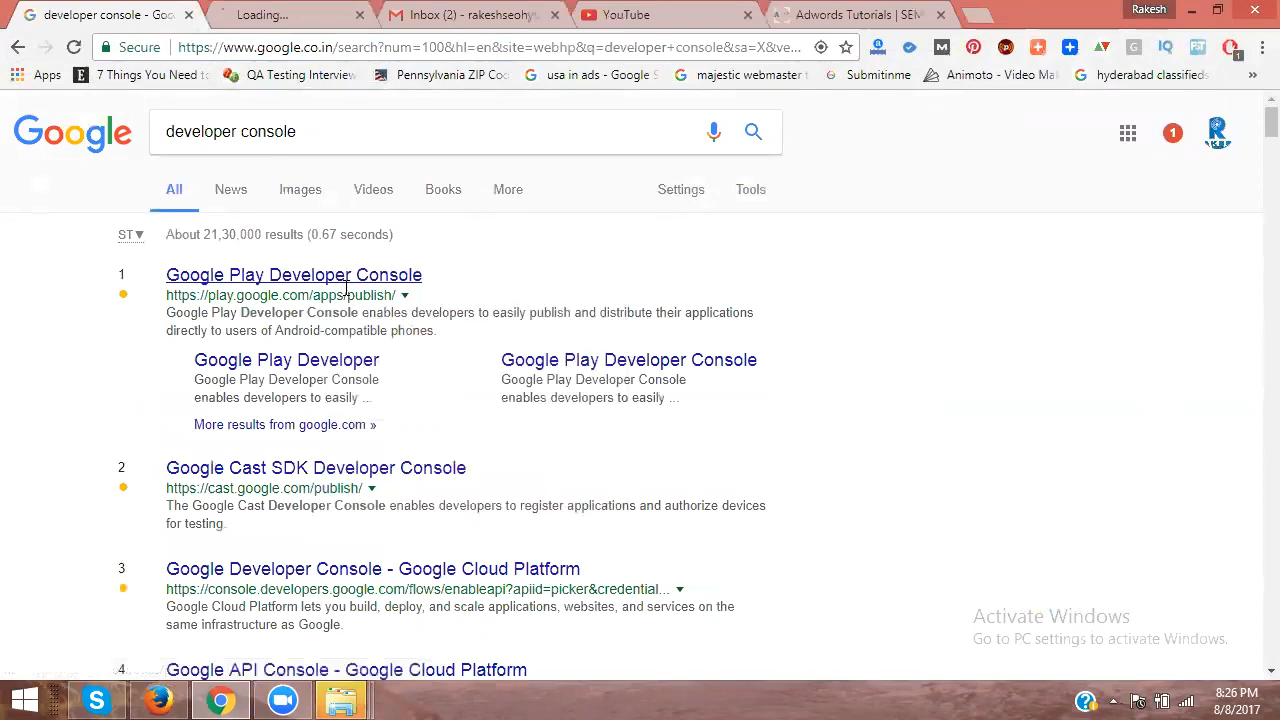 developer console - Goo
Loading...
Inbox (2) - rakeshseohy
YouTube
Adwords Tutorials | SEM
Rakesh
Secure
https://www.google.co.in/search?num=100&hl=en&site=webhp&q=developer+console&sa=X&ve...
Apps
7 Things You Need to
QA Testing Interview
Pennsylvania ZIP Co
usa in ads - Google S
majestic webmaster t
Submitinme
Animoto - Video Ma
hyderabad classifieds
»
Google
developer console
1
All
News
Images
Videos
Books
More
Settings
Tools
ST▼
About 21,30,000 results (0.67 seconds)
1
Google Play Developer Console
https://play.google.com/apps/publish/
Google Play Developer Console enables developers to easily publish and distribute their applications
directly to users of Android-compatible phones.
Google Play Developer
Google Play Developer Console
Google Play Developer Console
Google Play Developer Console
enables developers to easily ...
enables developers to easily ...
More results from google.com »
2
Google Cast SDK Developer Console
https://cast.google.com/publish/
The Google Cast Developer Console enables developers to register applications and authorize devices
for testing.
3
Google Developer Console - Google Cloud Platform
https://console.developers.google.com/flows/enableapi?apiid=picker&credential...
Google Cloud Platform lets you build, deploy, and scale applications, websites, and services on the
same infrastructure as Google.
4
Google API Console - Google Cloud Platform
Activate Windows
Go to PC settings to activate Windows.
8:26 PM
8/8/2017